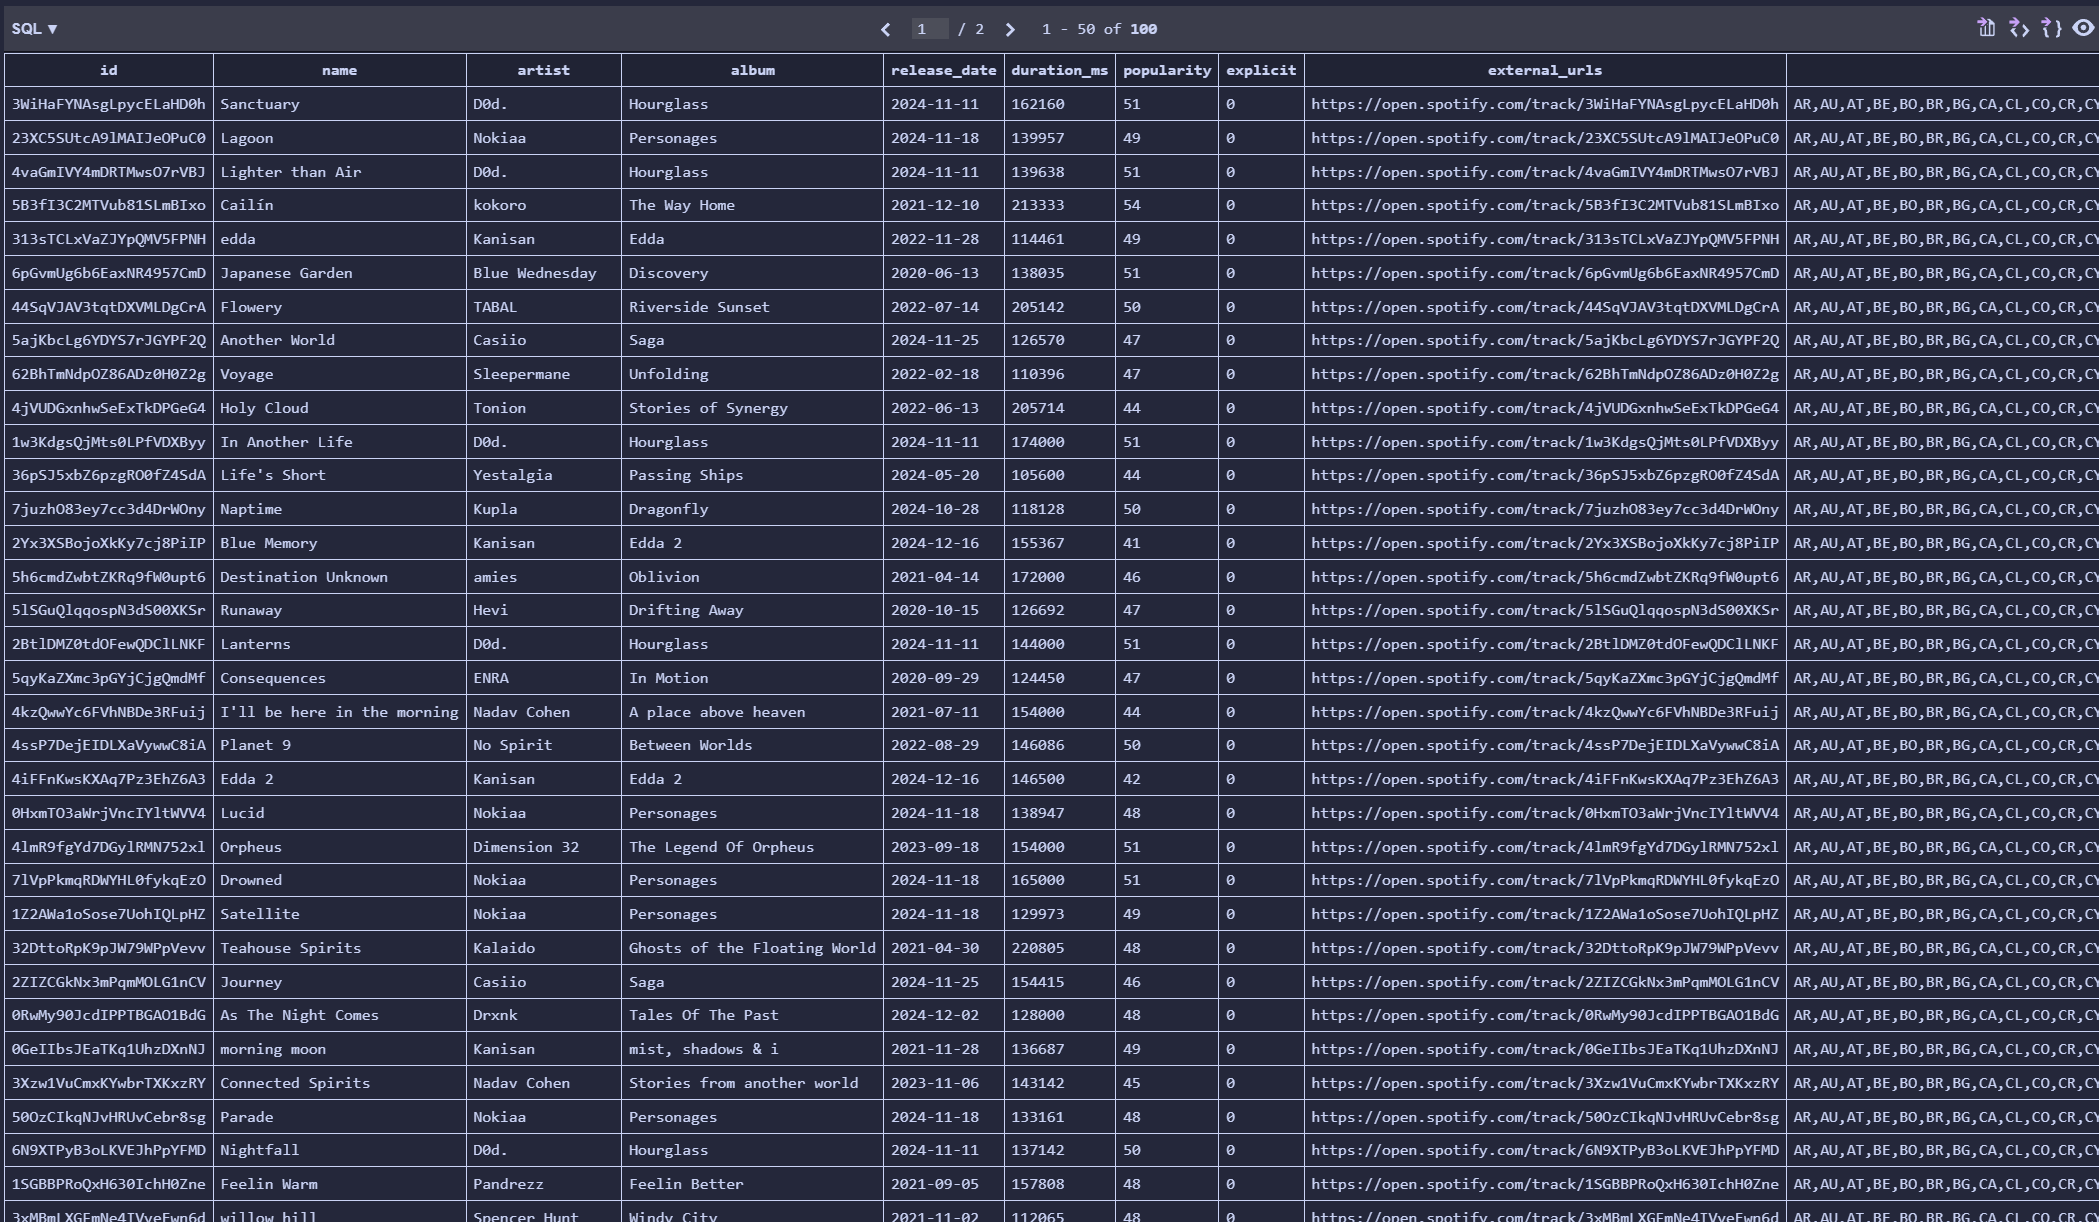 SQL ▼ 1 / 2 1 - 50 of 100
id name artist album release_date duration_ms popularity explicit external_urls
3WiHaFYNAsgLpycELaHD0h Sanctuary D0d. Hourglass 2024-11-11 162160 51 0 https://open.spotify.com/track/3WiHaFYNAsgLpycELaHD0h AR,AU,AT,BE,BO,BR,BG,CA,CL,CO,CR,CY
23XC5SUtcA9lMAIJeOPuC0 Lagoon Nokiaa Personages 2024-11-18 139957 49 0 https://open.spotify.com/track/23XC5SUtcA9lMAIJeOPuC0 AR,AU,AT,BE,BO,BR,BG,CA,CL,CO,CR,CY
4vaGmIVY4mDRTMwsO7rVBJ Lighter than Air D0d. Hourglass 2024-11-11 139638 51 0 https://open.spotify.com/track/4vaGmIVY4mDRTMwsO7rVBJ AR,AU,AT,BE,BO,BR,BG,CA,CL,CO,CR,CY
5B3fI3C2MTVub81SLmBIxo Cailín kokoro The Way Home 2021-12-10 213333 54 0 https://open.spotify.com/track/5B3fI3C2MTVub81SLmBIxo AR,AU,AT,BE,BO,BR,BG,CA,CL,CO,CR,CY
313sTCLxVaZJYpQMV5FPNH edda Kanisan Edda 2022-11-28 114461 49 0 https://open.spotify.com/track/313sTCLxVaZJYpQMV5FPNH AR,AU,AT,BE,BO,BR,BG,CA,CL,CO,CR,CY
6pGvmUg6b6EaxNR4957CmD Japanese Garden Blue Wednesday Discovery 2020-06-13 138035 51 0 https://open.spotify.com/track/6pGvmUg6b6EaxNR4957CmD AR,AU,AT,BE,BO,BR,BG,CA,CL,CO,CR,CY
44SqVJAV3tqtDXVMLDgCrA Flowery TABAL Riverside Sunset 2022-07-14 205142 50 0 https://open.spotify.com/track/44SqVJAV3tqtDXVMLDgCrA AR,AU,AT,BE,BO,BR,BG,CA,CL,CO,CR,CY
5ajKbcLg6YDYS7rJGYPF2Q Another World Casiio Saga 2024-11-25 126570 47 0 https://open.spotify.com/track/5ajKbcLg6YDYS7rJGYPF2Q AR,AU,AT,BE,BO,BR,BG,CA,CL,CO,CR,CY
62BhTmNdpOZ86ADz0H0Z2g Voyage Sleepermane Unfolding 2022-02-18 110396 47 0 https://open.spotify.com/track/62BhTmNdpOZ86ADz0H0Z2g AR,AU,AT,BE,BO,BR,BG,CA,CL,CO,CR,CY
4jVUDGxnhwSeExTkDPGeG4 Holy Cloud Tonion Stories of Synergy 2022-06-13 205714 44 0 https://open.spotify.com/track/4jVUDGxnhwSeExTkDPGeG4 AR,AU,AT,BE,BO,BR,BG,CA,CL,CO,CR,CY
1w3KdgsQjMts0LPfVDXByy In Another Life D0d. Hourglass 2024-11-11 174000 51 0 https://open.spotify.com/track/1w3KdgsQjMts0LPfVDXByy AR,AU,AT,BE,BO,BR,BG,CA,CL,CO,CR,CY
36pSJ5xbZ6pzgRO0fZ4SdA Life's Short Yestalgia Passing Ships 2024-05-20 105600 44 0 https://open.spotify.com/track/36pSJ5xbZ6pzgRO0fZ4SdA AR,AU,AT,BE,BO,BR,BG,CA,CL,CO,CR,CY
7juzhO83ey7cc3d4DrWOny Naptime Kupla Dragonfly 2024-10-28 118128 50 0 https://open.spotify.com/track/7juzhO83ey7cc3d4DrWOny AR,AU,AT,BE,BO,BR,BG,CA,CL,CO,CR,CY
2Yx3XSBojoXkKy7cj8PiIP Blue Memory Kanisan Edda 2 2024-12-16 155367 41 0 https://open.spotify.com/track/2Yx3XSBojoXkKy7cj8PiIP AR,AU,AT,BE,BO,BR,BG,CA,CL,CO,CR,CY
5h6cmdZwbtZKRq9fW0upt6 Destination Unknown amies Oblivion 2021-04-14 172000 46 0 https://open.spotify.com/track/5h6cmdZwbtZKRq9fW0upt6 AR,AU,AT,BE,BO,BR,BG,CA,CL,CO,CR,CY
5lSGuQlqqospN3dS00XKSr Runaway Hevi Drifting Away 2020-10-15 126692 47 0 https://open.spotify.com/track/5lSGuQlqqospN3dS00XKSr AR,AU,AT,BE,BO,BR,BG,CA,CL,CO,CR,CY
2BtlDMZ0tdOFewQDClLNKF Lanterns D0d. Hourglass 2024-11-11 144000 51 0 https://open.spotify.com/track/2BtlDMZ0tdOFewQDClLNKF AR,AU,AT,BE,BO,BR,BG,CA,CL,CO,CR,CY
5qyKaZXmc3pGYjCjgQmdMf Consequences ENRA In Motion 2020-09-29 124450 47 0 https://open.spotify.com/track/5qyKaZXmc3pGYjCjgQmdMf AR,AU,AT,BE,BO,BR,BG,CA,CL,CO,CR,CY
4kzQwwYc6FVhNBDe3RFuij I'll be here in the morning Nadav Cohen A place above heaven 2021-07-11 154000 44 0 https://open.spotify.com/track/4kzQwwYc6FVhNBDe3RFuij AR,AU,AT,BE,BO,BR,BG,CA,CL,CO,CR,CY
4ssP7DejEIDLXaVywwC8iA Planet 9 No Spirit Between Worlds 2022-08-29 146086 50 0 https://open.spotify.com/track/4ssP7DejEIDLXaVywwC8iA AR,AU,AT,BE,BO,BR,BG,CA,CL,CO,CR,CY
4iFFnKwsKXAq7Pz3EhZ6A3 Edda 2 Kanisan Edda 2 2024-12-16 146500 42 0 https://open.spotify.com/track/4iFFnKwsKXAq7Pz3EhZ6A3 AR,AU,AT,BE,BO,BR,BG,CA,CL,CO,CR,CY
0HxmTO3aWrjVncIYltWVV4 Lucid Nokiaa Personages 2024-11-18 138947 48 0 https://open.spotify.com/track/0HxmTO3aWrjVncIYltWVV4 AR,AU,AT,BE,BO,BR,BG,CA,CL,CO,CR,CY
4lmR9fgYd7DGylRMN752xl Orpheus Dimension 32 The Legend Of Orpheus 2023-09-18 154000 51 0 https://open.spotify.com/track/4lmR9fgYd7DGylRMN752xl AR,AU,AT,BE,BO,BR,BG,CA,CL,CO,CR,CY
7lVpPkmqRDWYHL0fykqEzO Drowned Nokiaa Personages 2024-11-18 165000 51 0 https://open.spotify.com/track/7lVpPkmqRDWYHL0fykqEzO AR,AU,AT,BE,BO,BR,BG,CA,CL,CO,CR,CY
1Z2AWa1oSose7UohIQLpHZ Satellite Nokiaa Personages 2024-11-18 129973 49 0 https://open.spotify.com/track/1Z2AWa1oSose7UohIQLpHZ AR,AU,AT,BE,BO,BR,BG,CA,CL,CO,CR,CY
32DttoRpK9pJW79WPpVevv Teahouse Spirits Kalaido Ghosts of the Floating World 2021-04-30 220805 48 0 https://open.spotify.com/track/32DttoRpK9pJW79WPpVevv AR,AU,AT,BE,BO,BR,BG,CA,CL,CO,CR,CY
2ZIZCGkNx3mPqmMOLG1nCV Journey Casiio Saga 2024-11-25 154415 46 0 https://open.spotify.com/track/2ZIZCGkNx3mPqmMOLG1nCV AR,AU,AT,BE,BO,BR,BG,CA,CL,CO,CR,CY
0RwMy90JcdIPPTBGAO1BdG As The Night Comes Drxnk Tales Of The Past 2024-12-02 128000 48 0 https://open.spotify.com/track/0RwMy90JcdIPPTBGAO1BdG AR,AU,AT,BE,BO,BR,BG,CA,CL,CO,CR,CY
0GeIIbsJEaTKq1UhzDXnNJ morning moon Kanisan mist, shadows & i 2021-11-28 136687 49 0 https://open.spotify.com/track/0GeIIbsJEaTKq1UhzDXnNJ AR,AU,AT,BE,BO,BR,BG,CA,CL,CO,CR,CY
3Xzw1VuCmxKYwbrTXKxzRY Connected Spirits Nadav Cohen Stories from another world 2023-11-06 143142 45 0 https://open.spotify.com/track/3Xzw1VuCmxKYwbrTXKxzRY AR,AU,AT,BE,BO,BR,BG,CA,CL,CO,CR,CY
50OzCIkqNJvHRUvCebr8sg Parade Nokiaa Personages 2024-11-18 133161 48 0 https://open.spotify.com/track/50OzCIkqNJvHRUvCebr8sg AR,AU,AT,BE,BO,BR,BG,CA,CL,CO,CR,CY
6N9XTPyB3oLKVEJhPpYFMD Nightfall D0d. Hourglass 2024-11-11 137142 50 0 https://open.spotify.com/track/6N9XTPyB3oLKVEJhPpYFMD AR,AU,AT,BE,BO,BR,BG,CA,CL,CO,CR,CY
1SGBBPRoQxH630IchH0Zne Feelin Warm Pandrezz Feelin Better 2021-09-05 157808 48 0 https://open.spotify.com/track/1SGBBPRoQxH630IchH0Zne AR,AU,AT,BE,BO,BR,BG,CA,CL,CO,CR,CY
3xMBmLXGFmNe4IVyeEwn6d willow hill Spencer Hunt Windy City 2021-11-02 112065 48 0 https://open.spotify.com/track/3xMBmLXGFmNe4IVyeEwn6d AR,AU,AT,BE,BO,BR,BG,CA,CL,CO,CR,CY